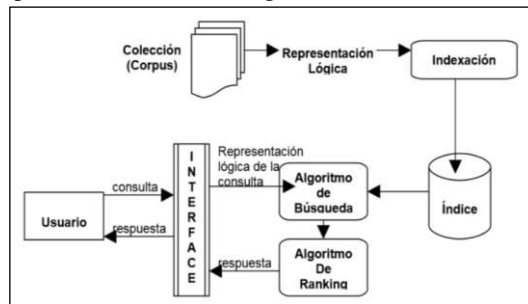 Colección
(Corpus)
Representación
Lógica
Indexación
Representación
lógica de la
consulta
I
N
T
E
R
F
A
C
E
Algoritmo
de
Búsqueda
Índice
consulta
Usuario
respuesta
respuesta
Algoritmo
De
Ranking